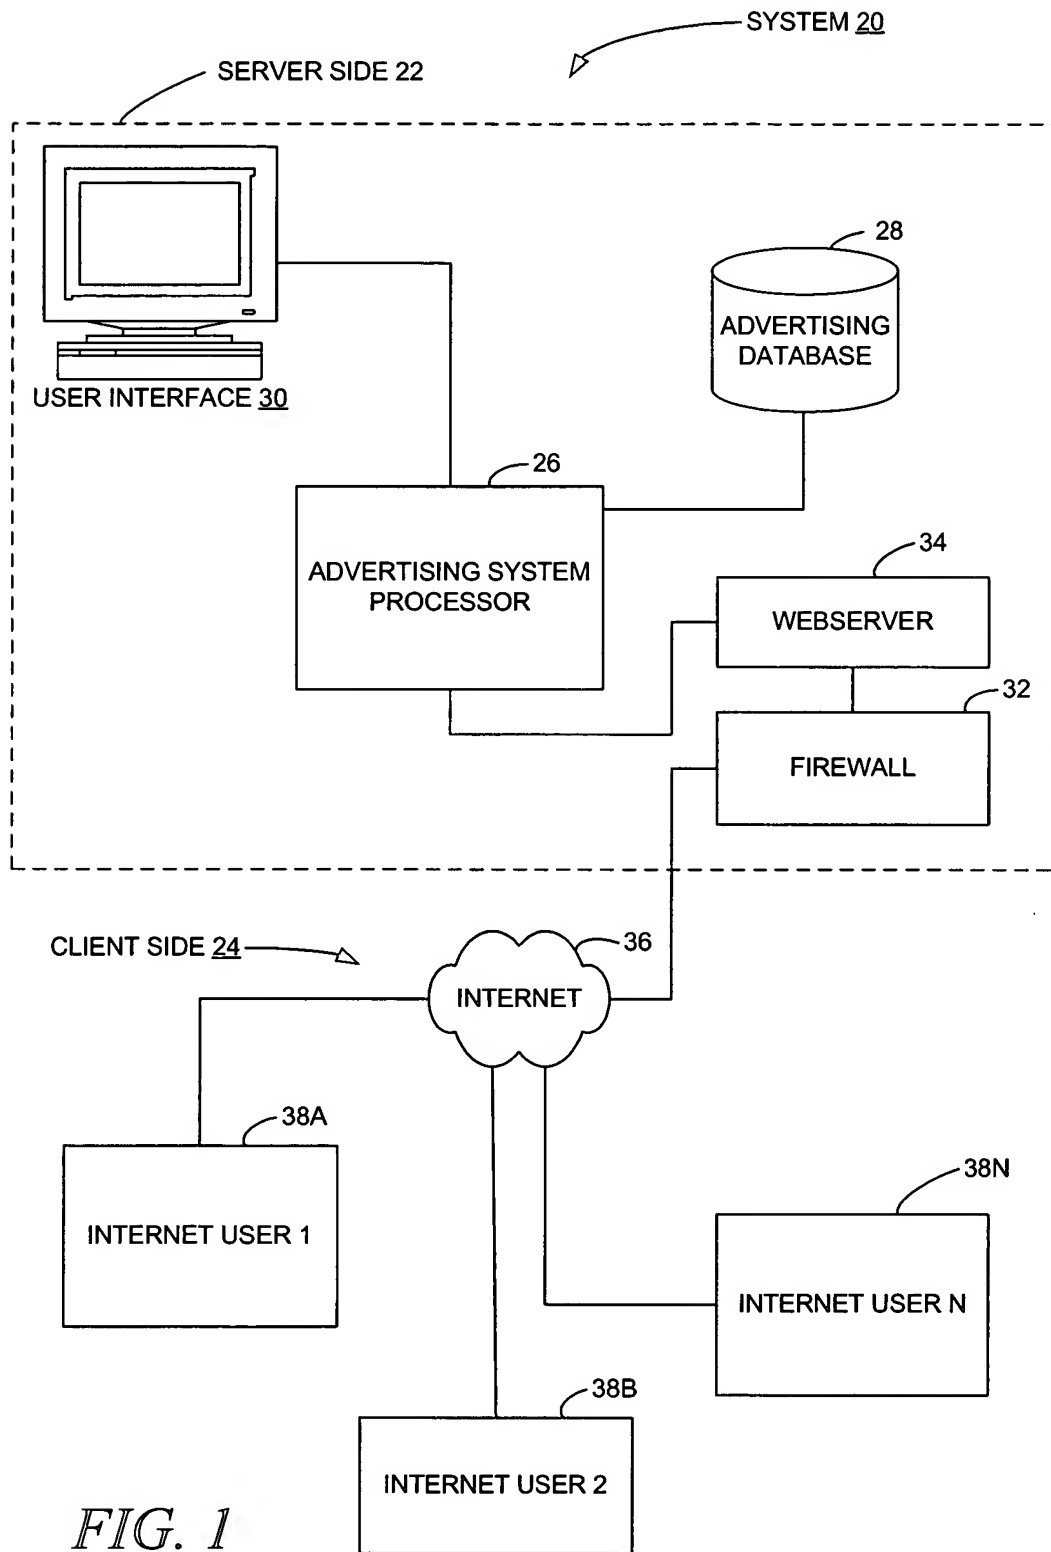 SYSTEM 20
SERVER SIDE 22
28
ADVERTISING
DATABASE
USER INTERFACE 30
26
ADVERTISING SYSTEM
PROCESSOR
34
WEBSERVER
32
FIREWALL
CLIENT SIDE 24
36
INTERNET
38A
INTERNET USER 1
38N
INTERNET USER N
38B
INTERNET USER 2
FIG. 1